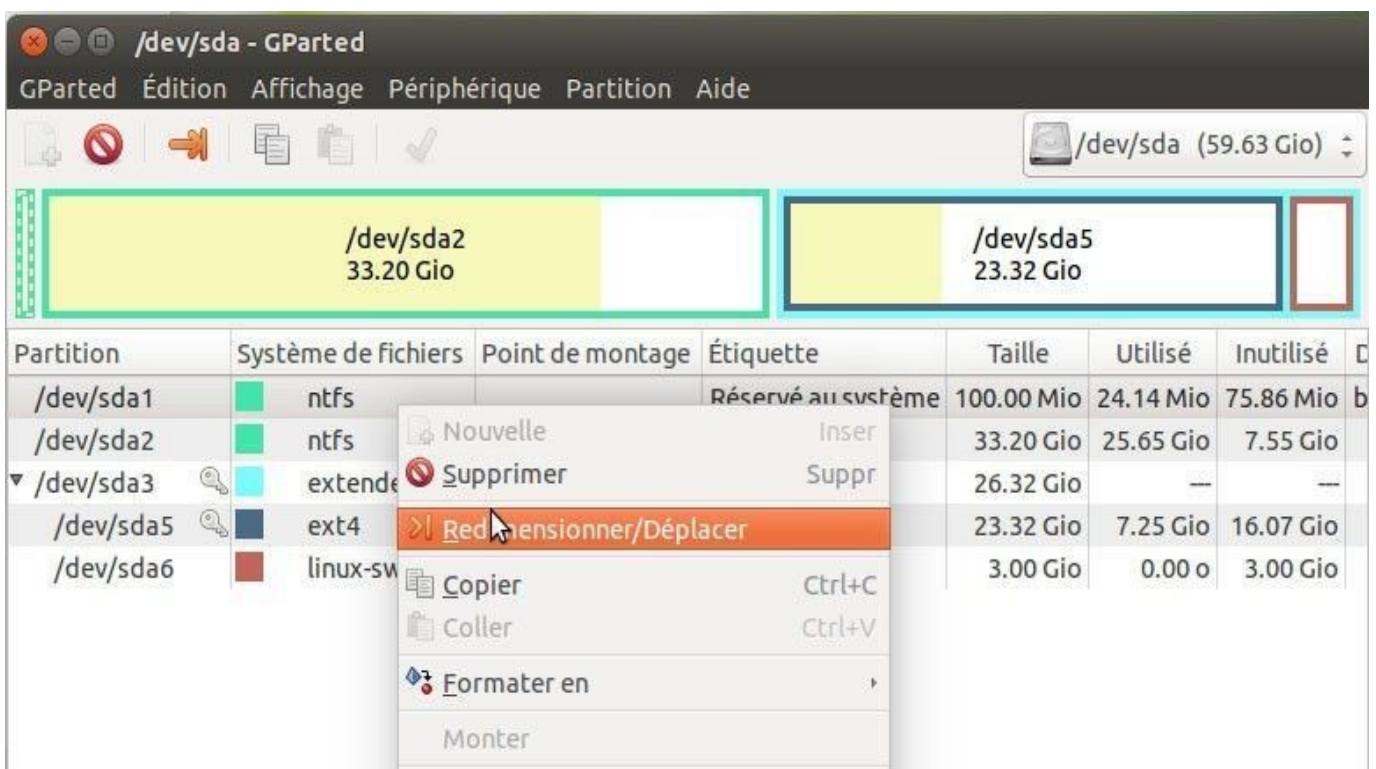 /dev/sda - GParted
GParted Édition Affichage Périphérique Partition Aide
/dev/sda (59.63 Gio)
/dev/sda2
33.20 Gio
/dev/sda5
23.32 Gio
Partition Système de fichiers Point de montage Étiquette Taille Utilisé Inutilisé
/dev/sda1 ntfs Réservé au système 100.00 Mio 24.14 Mio 75.86 Mio b
/dev/sda2 ntfs 33.20 Gio 25.65 Gio 7.55 Gio
/dev/sda3 extende 26.32 Gio --- ---
/dev/sda5 ext4 23.32 Gio 7.25 Gio 16.07 Gio
/dev/sda6 linux-sw 3.00 Gio 0.00 o 3.00 Gio
Nouvelle Inser
Supprimer Suppr
Redimensionner/Déplacer
Copier Ctrl+C
Coller Ctrl+V
Formater en
Monter